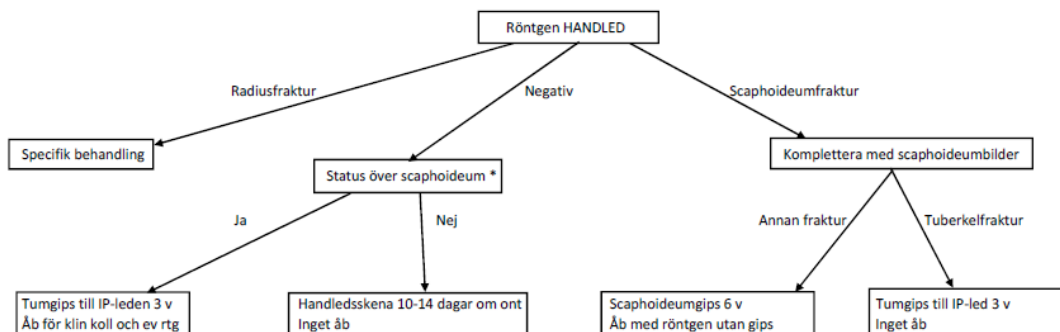 Röntgen HANDLED
Radiusfraktur
Negativ
Scaphoideumfraktur
Specifik behandling
Status över scaphoideum *
Komplettera med scaphoideumbilder
Ja
Nej
Annan fraktur
Tuberkelfraktur
Tumgips till IP-leden 3 v
Åb för klin koll och ev rtg
Handledsskena 10-14 dagar om ont
Inget åb
Scaphoideumgips 6 v
Åb med röntgen utan gips
Tumgips till IP-led 3 v
Inget åb